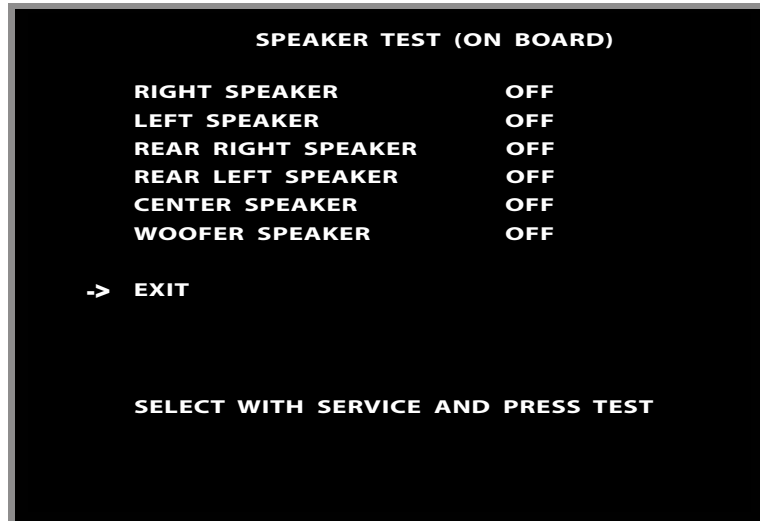 SPEAKER TEST (ON BOARD)
RIGHT SPEAKER OFF
LEFT SPEAKER OFF
REAR RIGHT SPEAKER OFF
REAR LEFT SPEAKER OFF
CENTER SPEAKER OFF
WOOFER SPEAKER OFF
-> EXIT
SELECT WITH SERVICE AND PRESS TEST